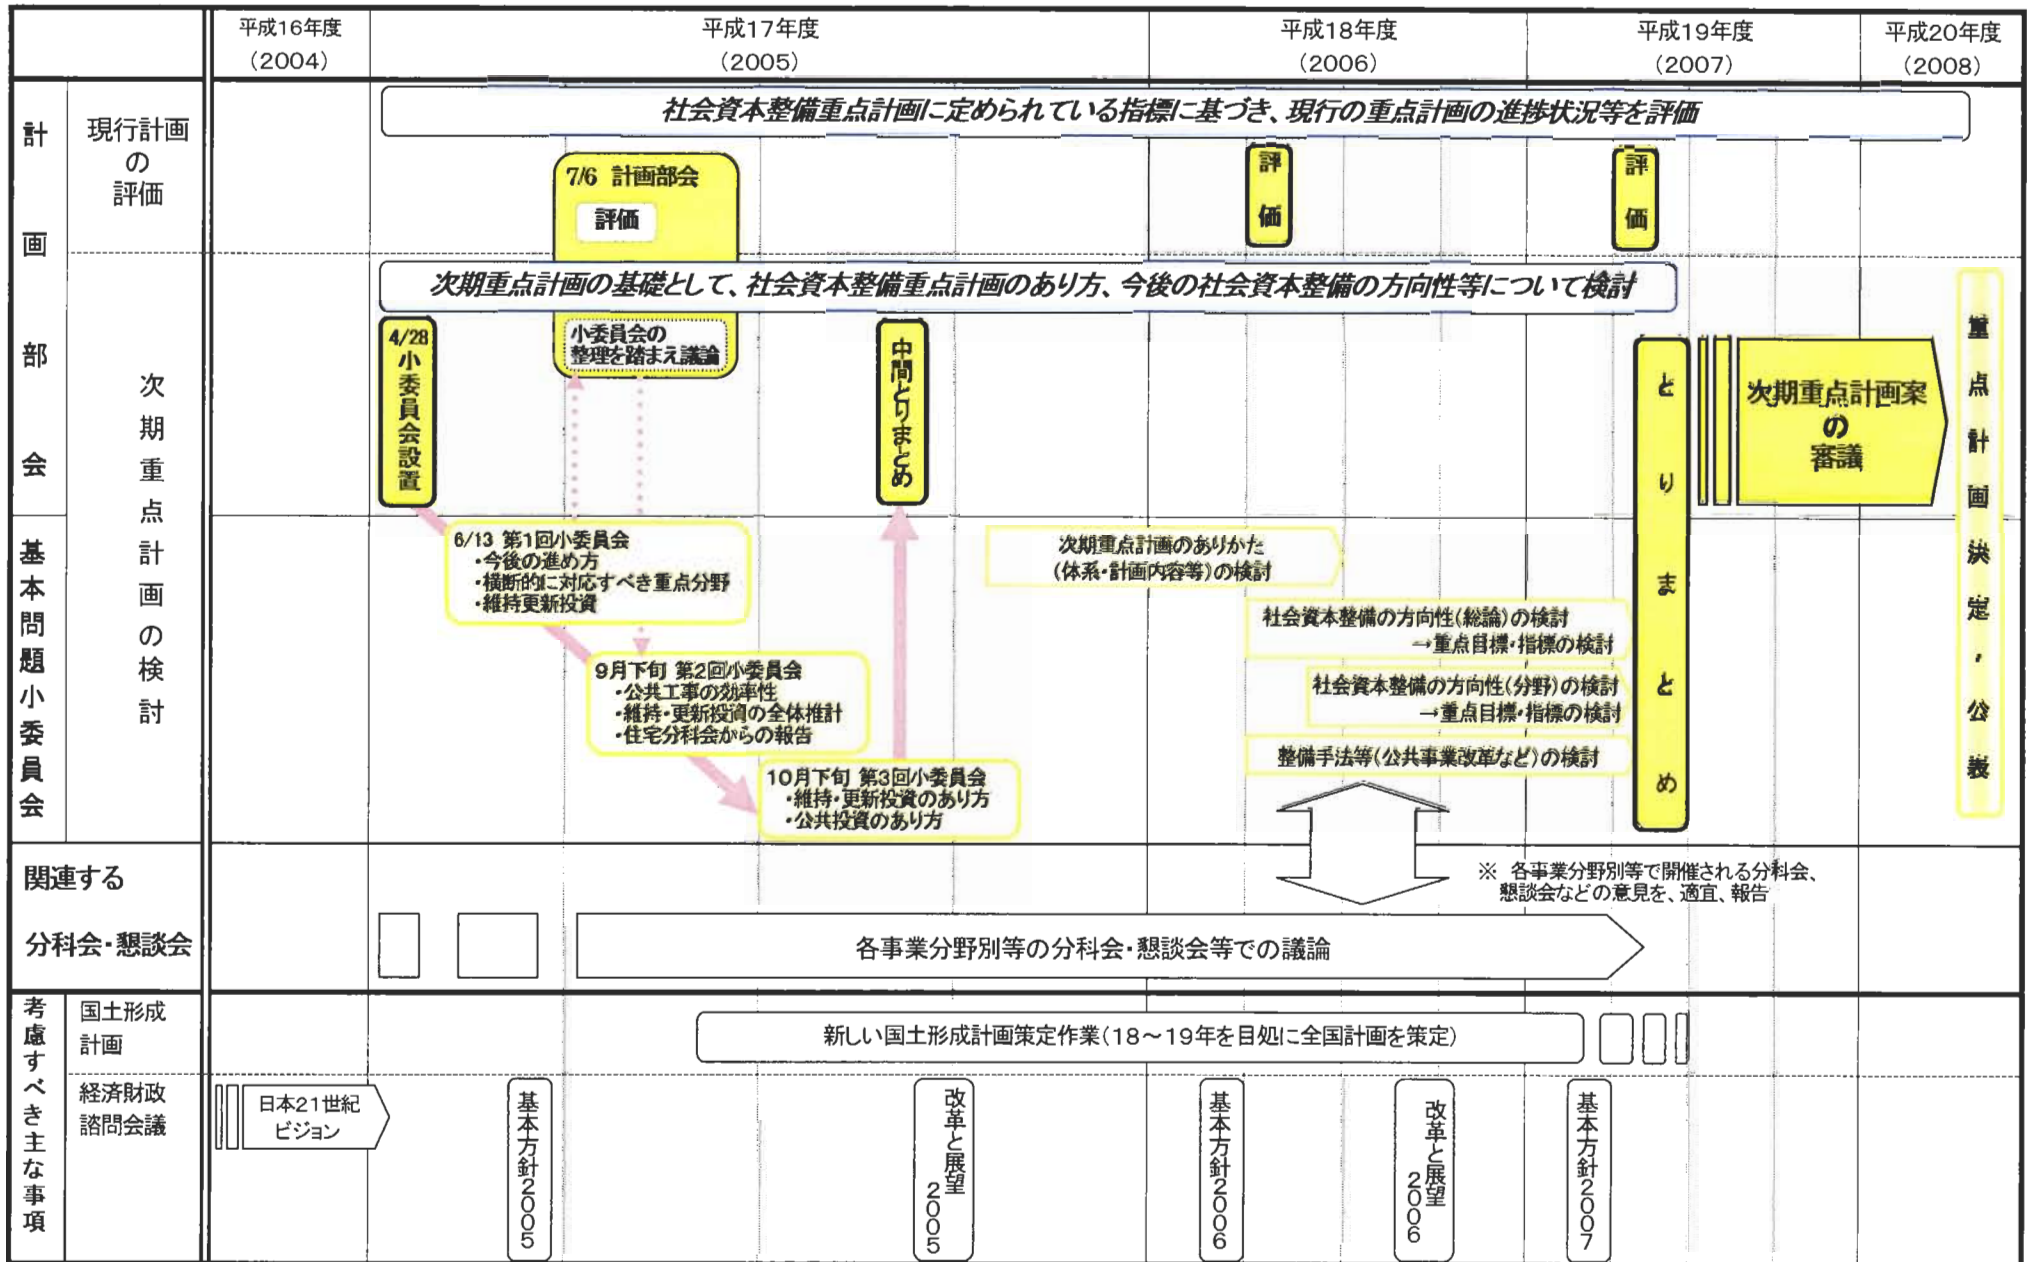 平成16年度
(2004)
平成17年度
(2005)
平成18年度
(2006)
平成19年度
(2007)
平成20年度
(2008)
計画部会
現行計画
の
評価
社会資本整備重点計画に定められている指標に基づき、現行の重点計画の進捗状況等を評価
7/6 計画部会
評価
評価
評価
次期重点計画の検討
次期重点計画の基礎として、社会資本整備重点計画のあり方、今後の社会資本整備の方向性等について検討
4/28
小委員会設置
小委員会の
整理を踏まえ議論
中間とりまとめ
とりまとめ
次期重点計画案
の
審議
重点計画決定・公表
基本問題小委員会
6/13 第1回小委員会
・今後の進め方
・横断的に対応すべき重点分野
・維持更新投資
9月下旬 第2回小委員会
・公共工事の効率性
・維持・更新投資の全体推計
・住宅分科会からの報告
10月下旬 第3回小委員会
・維持・更新投資のあり方
・公共投資のあり方
次期重点計画のありかた
(体系・計画内容等)の検討
社会資本整備の方向性(総論)の検討
→重点目標・指標の検討
社会資本整備の方向性(分野)の検討
→重点目標・指標の検討
整備手法等(公共事業改革など)の検討
関連する
分科会・懇談会
※ 各事業分野別等で開催される分科会、
懇談会などの意見を、適宜、報告
各事業分野別等の分科会・懇談会等での議論
考慮すべき主な事項
国土形成
計画
新しい国土形成計画策定作業(18～19年を目処に全国計画を策定)
経済財政
諮問会議
日本21世紀
ビジョン
基本方針2005
改革と展望
2005
基本方針2006
改革と展望
2006
基本方針2007